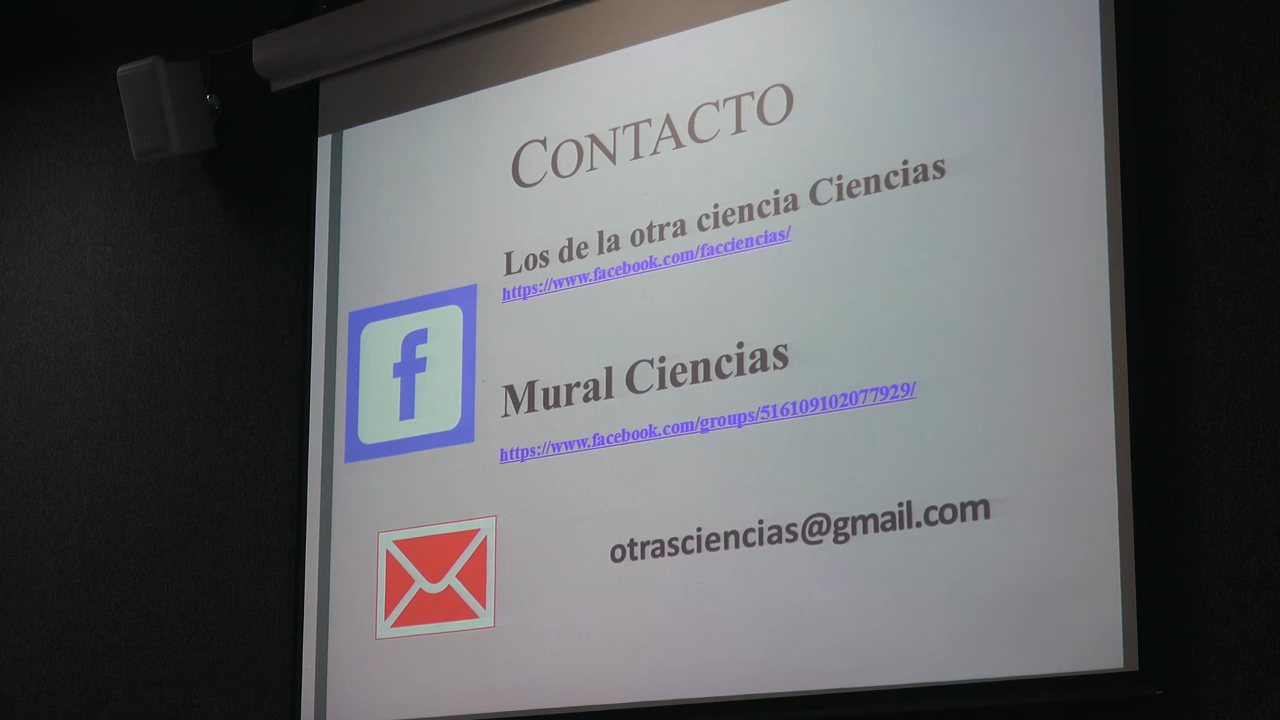 CONTACTO
Los de la otra ciencia Ciencias
https://www.facebook.com/facciencias/
f
Mural Ciencias
https://www.facebook.com/groups/516109102077929/
otrasciencias@gmail.com